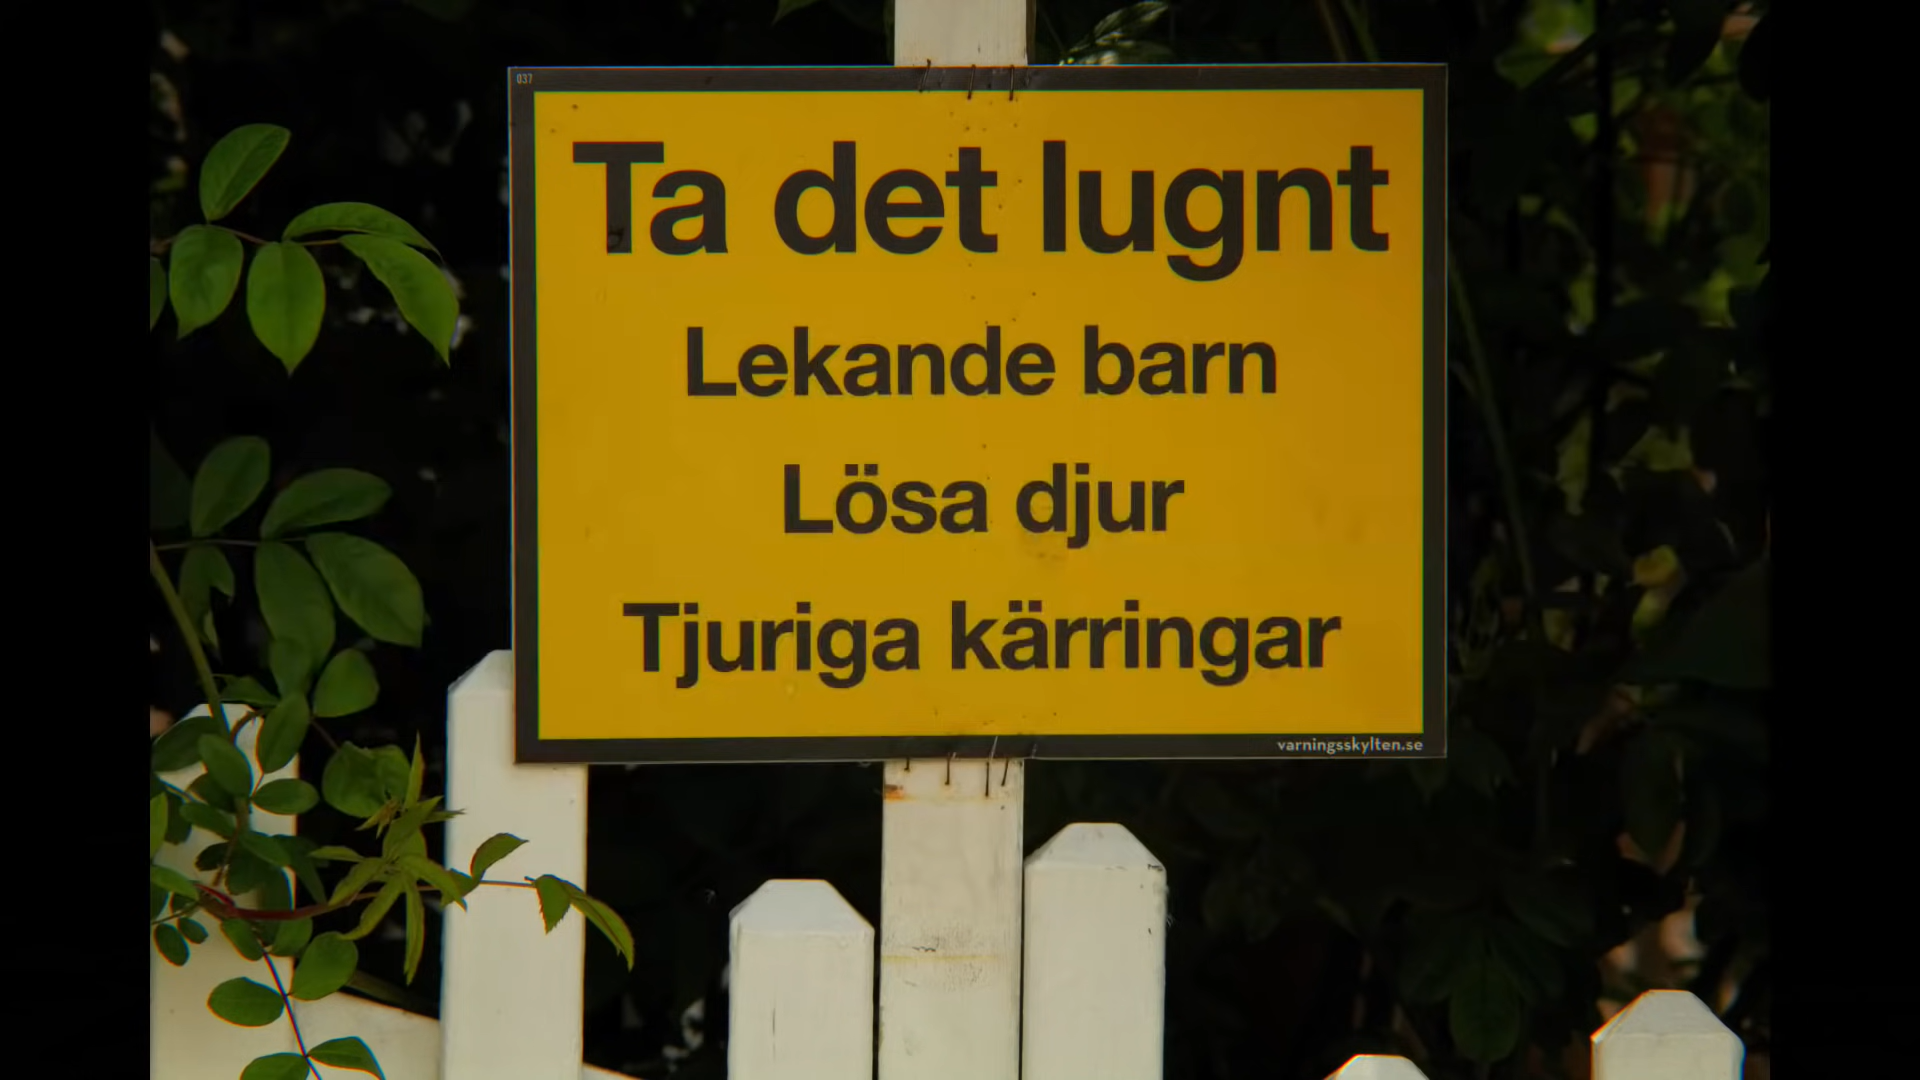 037
Ta det lugnt
Lekande barn
Lösa djur
Tjuriga kärringar
varningsskylten.se